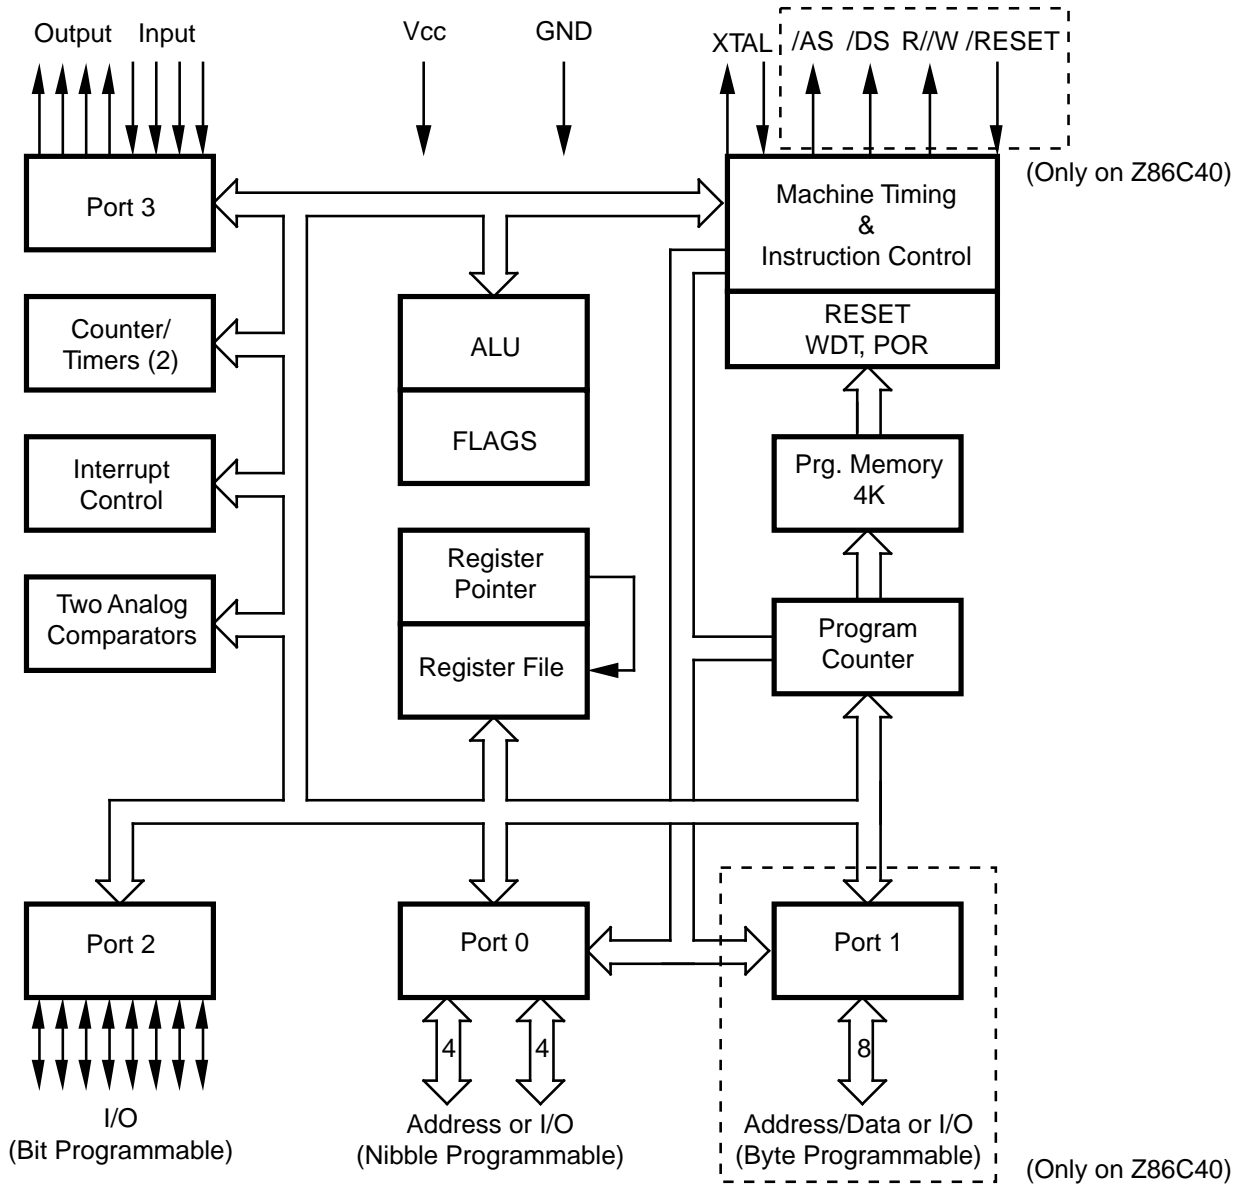 Output Input Vcc GND XTAL /AS /DS R//W /RESET
(Only on Z86C40)
Port 3
Machine Timing
&
Instruction Control
RESET
WDT, POR
Counter/
Timers (2)
ALU
FLAGS
Interrupt
Control
Prg. Memory
4K
Register
Pointer
Two Analog
Comparators
Register File
Program
Counter
Port 2
Port 0
Port 1
4 4 8
I/O
(Bit Programmable)
Address or I/O
(Nibble Programmable)
Address/Data or I/O
(Byte Programmable)
(Only on Z86C40)